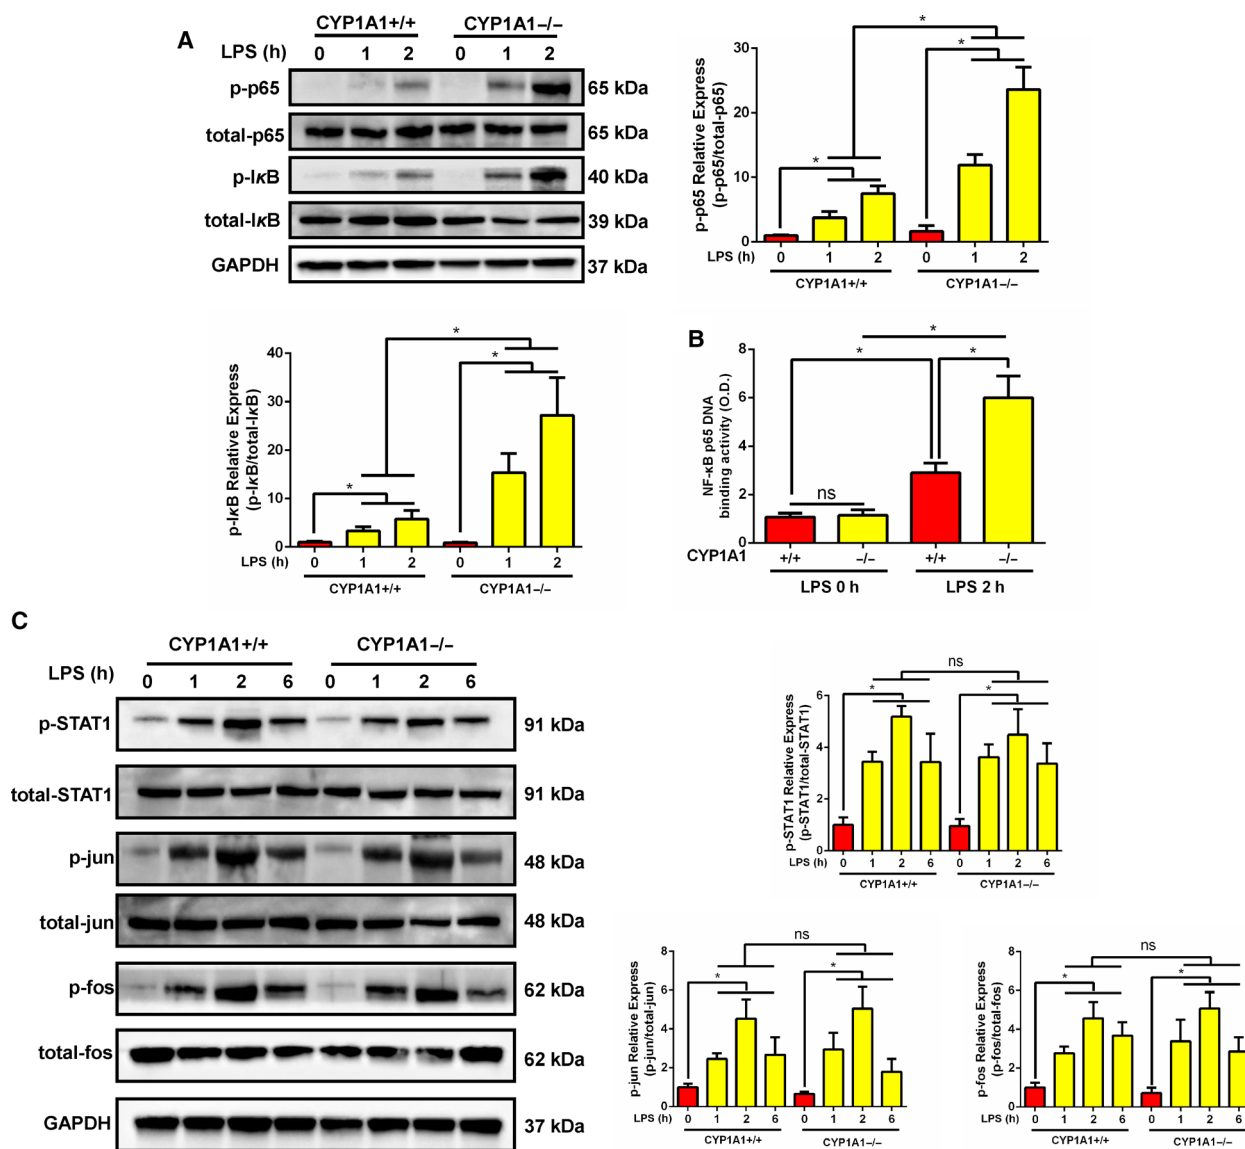 A
CYP1A1+/+ CYP1A1–/–
LPS (h) 0 1 2 0 1 2
p-p65 65 kDa
total-p65 65 kDa
p-IκB 40 kDa
total-IκB 39 kDa
GAPDH 37 kDa
p-p65 Relative Express
(p-p65/total-p65)
30
20
10
0
* * * 
LPS (h) 0 1 2 0 1 2
CYP1A1+/+ CYP1A1–/–
p-IκB Relative Express
(p-IκB/total-IκB)
40
30
20
10
0
* * *
LPS (h) 0 1 2 0 1 2
CYP1A1+/+ CYP1A1–/–
B
NF-κB p65 DNA
binding activity (O.D.)
8
6
4
2
0
* * *
ns
CYP1A1 +/+ –/– +/+ –/–
LPS 0 h LPS 2 h
C
CYP1A1+/+ CYP1A1–/–
LPS (h) 0 1 2 6 0 1 2 6
p-STAT1 91 kDa
total-STAT1 91 kDa
p-jun 48 kDa
total-jun 48 kDa
p-fos 62 kDa
total-fos 62 kDa
GAPDH 37 kDa
p-STAT1 Relative Express
(p-STAT1/total-STAT1)
6
4
2
0
ns
* *
LPS (h) 0 1 2 6 0 1 2 6
CYP1A1+/+ CYP1A1–/–
p-jun Relative Express
(p-jun/total-jun)
8
6
4
2
0
ns
* *
LPS (h) 0 1 2 6 0 1 2 6
CYP1A1+/+ CYP1A1–/–
p-fos Relative Express
(p-fos/total-fos)
8
6
4
2
0
ns
* *
LPS (h) 0 1 2 6 0 1 2 6
CYP1A1+/+ CYP1A1–/–